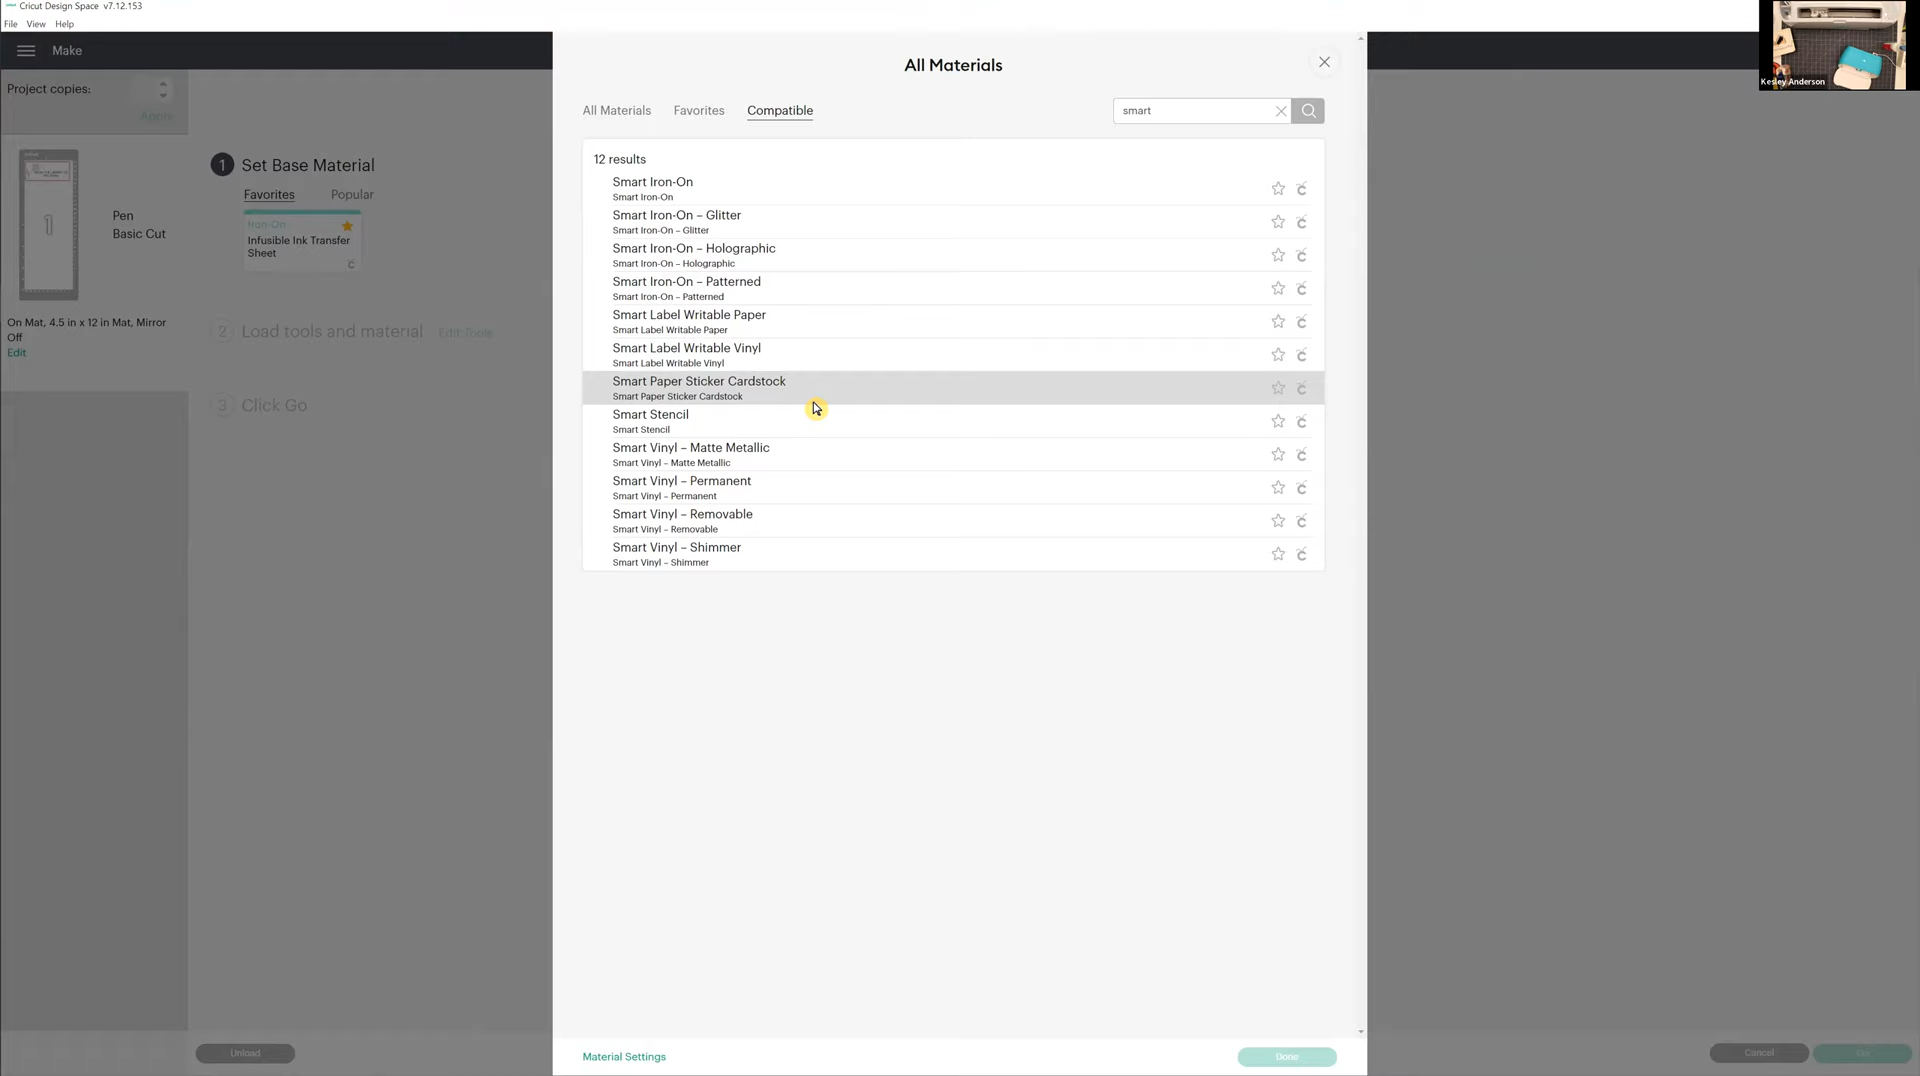 Cricut Design Space v7.12.153
File View Help
Make
Kesley Anderson
Project copies:
Apply
1
Pen
Basic Cut
On Mat, 4.5 in x 12 in Mat, Mirror
Off
Edit
1 Set Base Material
Favorites Popular
Iron-On
Infusible Ink Transfer
Sheet
2 Load tools and material Edit Tools
3 Click Go
Unload
All Materials
All Materials Favorites Compatible
smart
12 results
Smart Iron-On
Smart Iron-On
Smart Iron-On – Glitter
Smart Iron-On – Glitter
Smart Iron-On – Holographic
Smart Iron-On – Holographic
Smart Iron-On – Patterned
Smart Iron-On – Patterned
Smart Label Writable Paper
Smart Label Writable Paper
Smart Label Writable Vinyl
Smart Label Writable Vinyl
Smart Paper Sticker Cardstock
Smart Paper Sticker Cardstock
Smart Stencil
Smart Stencil
Smart Vinyl – Matte Metallic
Smart Vinyl – Matte Metallic
Smart Vinyl – Permanent
Smart Vinyl – Permanent
Smart Vinyl – Removable
Smart Vinyl – Removable
Smart Vinyl – Shimmer
Smart Vinyl – Shimmer
Material Settings
Done
Cancel